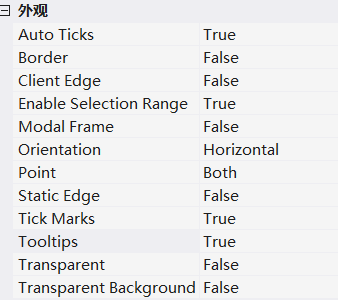 外观
Auto Ticks True
Border False
Client Edge False
Enable Selection Range True
Modal Frame False
Orientation Horizontal
Point Both
Static Edge False
Tick Marks True
Tooltips True
Transparent False
Transparent Background False